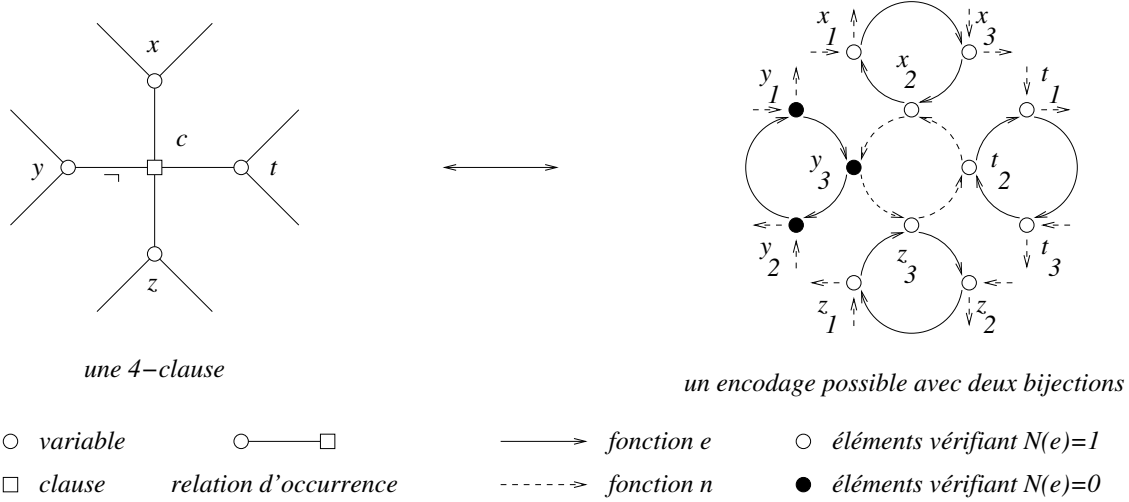 x
c
y
t
¬
z
une 4−clause
x 1
x 3
x 2
y 1
t 1
y 3
t 2
y 2
z 3
t 3
z 1
z 2
un encodage possible avec deux bijections
variable
fonction e
éléments vérifiant N(e)=1
clause
relation d'occurrence
fonction n
éléments vérifiant N(e)=0